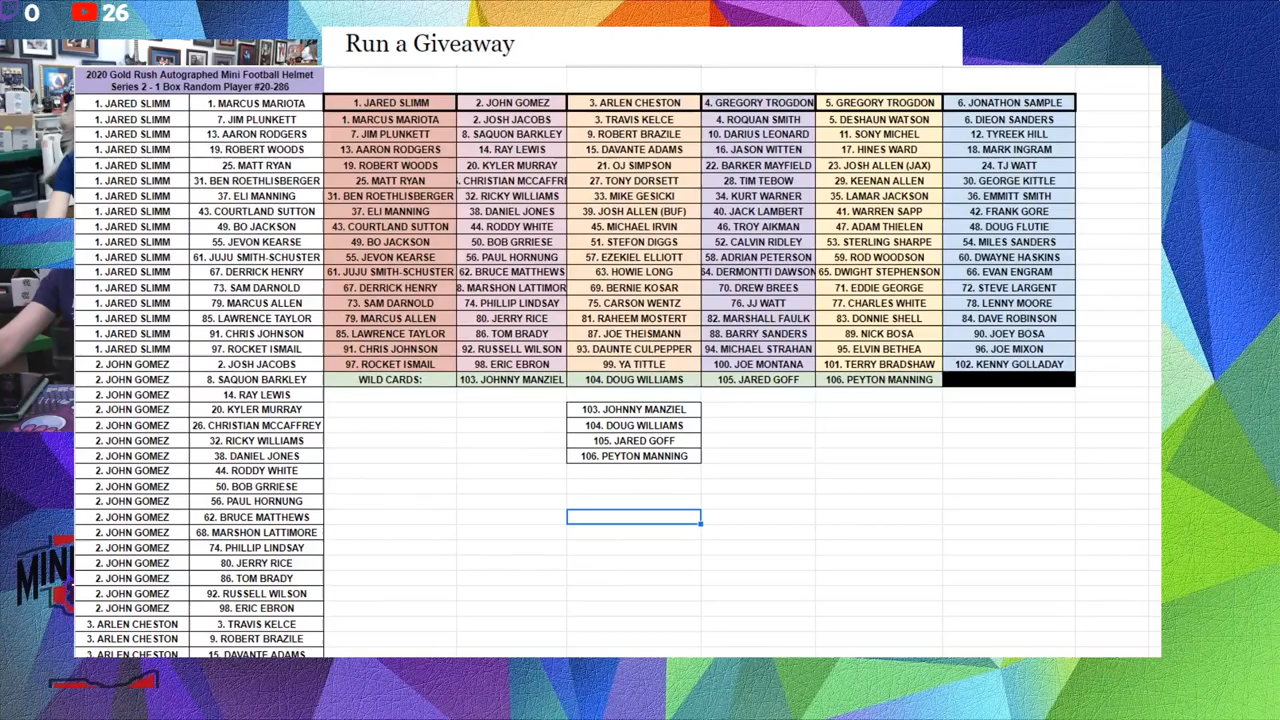 0 26
Run a Giveaway
2020 Gold Rush Autographed Mini Football Helmet
Series 2 - 1 Box Random Player #20-286
1. JARED SLIMM 1. MARCUS MARIOTA 1. JARED SLIMM 2. JOHN GOMEZ 3. ARLEN CHESTON 4. GREGORY TROGDON 5. GREGORY TROGDON 6. JONATHON SAMPLE
1. JARED SLIMM 7. JIM PLUNKETT 1. MARCUS MARIOTA 2. JOSH JACOBS 3. TRAVIS KELCE 4. ROQUAN SMITH 5. DESHAUN WATSON 6. DIEON SANDERS
1. JARED SLIMM 13. AARON RODGERS 7. JIM PLUNKETT 8. SAQUON BARKLEY 9. ROBERT BRAZILE 10. DARIUS LEONARD 11. SONY MICHEL 12. TYREEK HILL
1. JARED SLIMM 19. ROBERT WOODS 13. AARON RODGERS 14. RAY LEWIS 15. DAVANTE ADAMS 16. JASON WITTEN 17. HINES WARD 18. MARK INGRAM
1. JARED SLIMM 25. MATT RYAN 19. ROBERT WOODS 20. KYLER MURRAY 21. OJ SIMPSON 22. BARKER MAYFIELD 23. JOSH ALLEN (JAX) 24. TJ WATT
1. JARED SLIMM 31. BEN ROETHLISBERGER 25. MATT RYAN . CHRISTIAN MCCAFFRE 27. TONY DORSETT 28. TIM TEBOW 29. KEENAN ALLEN 30. GEORGE KITTLE
1. JARED SLIMM 37. ELI MANNING 31. BEN ROETHLISBERGER 32. RICKY WILLIAMS 33. MIKE GESICKI 34. KURT WARNER 35. LAMAR JACKSON 36. EMMITT SMITH
1. JARED SLIMM 43. COURTLAND SUTTON 37. ELI MANNING 38. DANIEL JONES 39. JOSH ALLEN (BUF) 40. JACK LAMBERT 41. WARREN SAPP 42. FRANK GORE
1. JARED SLIMM 49. BO JACKSON 43. COURTLAND SUTTON 44. RODDY WHITE 45. MICHAEL IRVIN 46. TROY AIKMAN 47. ADAM THIELEN 48. DOUG FLUTIE
1. JARED SLIMM 55. JEVON KEARSE 49. BO JACKSON 50. BOB GRRIESE 51. STEFON DIGGS 52. CALVIN RIDLEY 53. STERLING SHARPE 54. MILES SANDERS
1. JARED SLIMM 61. JUJU SMITH-SCHUSTER 55. JEVON KEARSE 56. PAUL HORNUNG 57. EZEKIEL ELLIOTT 58. ADRIAN PETERSON 59. ROD WOODSON 60. DWAYNE HASKINS
1. JARED SLIMM 67. DERRICK HENRY 61. JUJU SMITH-SCHUSTER 62. BRUCE MATTHEWS 63. HOWIE LONG 64. DERMOTTI DAWSON 65. DWIGHT STEPHENSON 66. EVAN ENGRAM
1. JARED SLIMM 73. SAM DARNOLD 67. DERRICK HENRY 8. MARSHON LATTIMOR 69. BERNIE KOSAR 70. DREW BREES 71. EDDIE GEORGE 72. STEVE LARGENT
1. JARED SLIMM 79. MARCUS ALLEN 73. SAM DARNOLD 74. PHILLIP LINDSAY 75. CARSON WENTZ 76. JJ WATT 77. CHARLES WHITE 78. LENNY MOORE
1. JARED SLIMM 85. LAWRENCE TAYLOR 79. MARCUS ALLEN 80. JERRY RICE 81. RAHEEM MOSTERT 82. MARSHALL FAULK 83. DONNIE SHELL 84. DAVE ROBINSON
1. JARED SLIMM 91. CHRIS JOHNSON 85. LAWRENCE TAYLOR 86. TOM BRADY 87. JOE THEISMANN 88. BARRY SANDERS 89. NICK BOSA 90. JOEY BOSA
1. JARED SLIMM 97. ROCKET ISMAIL 91. CHRIS JOHNSON 92. RUSSELL WILSON 93. DAUNTE CULPEPPER 94. MICHAEL STRAHAN 95. ELVIN BETHEA 96. JOE MIXON
2. JOHN GOMEZ 2. JOSH JACOBS 97. ROCKET ISMAIL 98. ERIC EBRON 99. YA TITTLE 100. JOE MONTANA 101. TERRY BRADSHAW 102. KENNY GOLLADAY
2. JOHN GOMEZ 8. SAQUON BARKLEY WILD CARDS: 103. JOHNNY MANZIEL 104. DOUG WILLIAMS 105. JARED GOFF 106. PEYTON MANNING
2. JOHN GOMEZ 14. RAY LEWIS
2. JOHN GOMEZ 20. KYLER MURRAY 103. JOHNNY MANZIEL
2. JOHN GOMEZ 26. CHRISTIAN MCCAFFREY 104. DOUG WILLIAMS
2. JOHN GOMEZ 32. RICKY WILLIAMS 105. JARED GOFF
2. JOHN GOMEZ 38. DANIEL JONES 106. PEYTON MANNING
2. JOHN GOMEZ 44. RODDY WHITE
2. JOHN GOMEZ 50. BOB GRRIESE
2. JOHN GOMEZ 56. PAUL HORNUNG
2. JOHN GOMEZ 62. BRUCE MATTHEWS
2. JOHN GOMEZ 68. MARSHON LATTIMORE
2. JOHN GOMEZ 74. PHILLIP LINDSAY
2. JOHN GOMEZ 80. JERRY RICE
2. JOHN GOMEZ 86. TOM BRADY
2. JOHN GOMEZ 92. RUSSELL WILSON
2. JOHN GOMEZ 98. ERIC EBRON
3. ARLEN CHESTON 3. TRAVIS KELCE
3. ARLEN CHESTON 9. ROBERT BRAZILE
3. ARLEN CHESTON 15. DAVANTE ADAMS
MIN